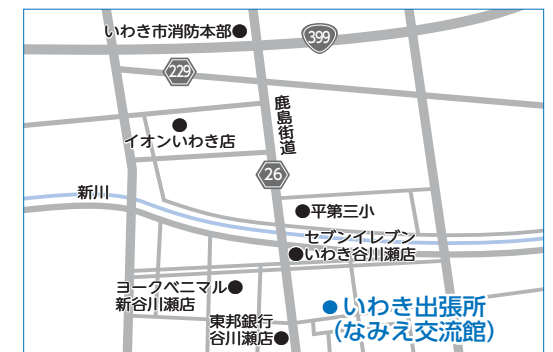 いわき市消防本部
399
229
鹿島街道
イオンいわき店
26
新川
平第三小
セブンイレブン
いわき谷川瀬店
ヨークベニマル
新谷川瀬店
いわき出張所
(なみえ交流館)
東邦銀行
谷川瀬店